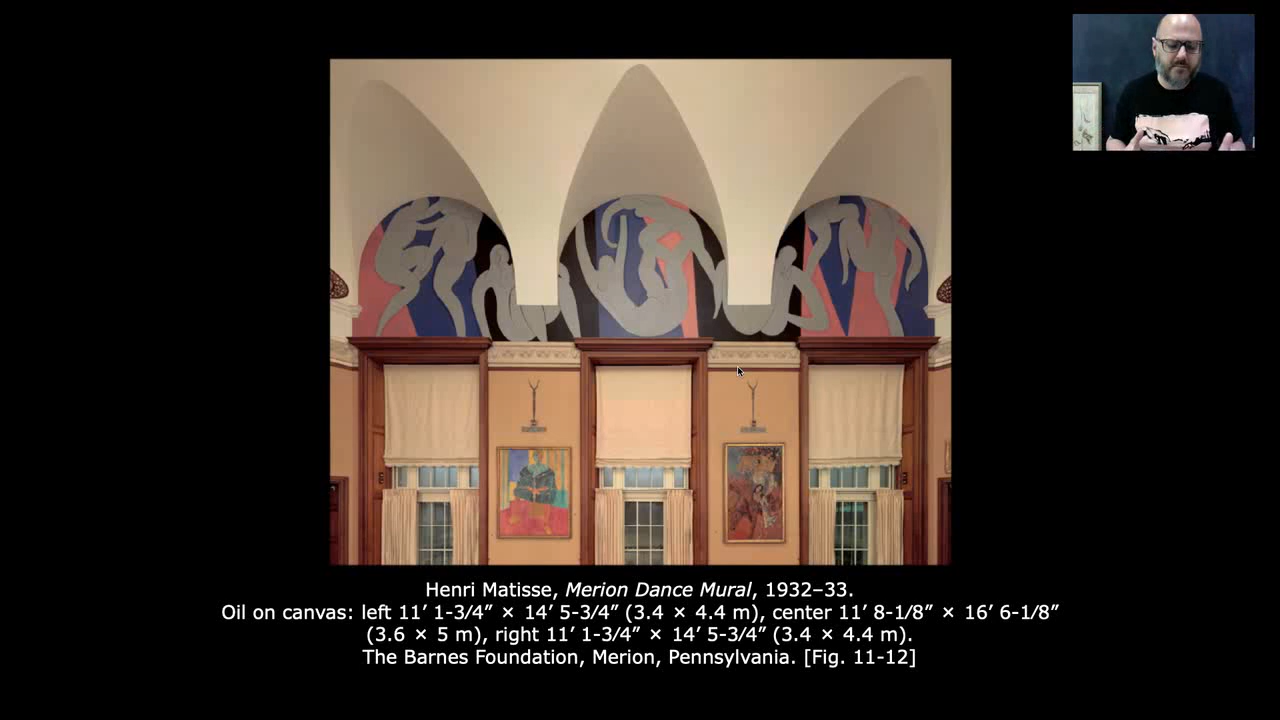 Henri Matisse, Merion Dance Mural, 1932–33.
Oil on canvas: left 11′ 1-3/4″ × 14′ 5-3/4″ (3.4 × 4.4 m), center 11′ 8-1/8″ × 16′ 6-1/8″
(3.6 × 5 m), right 11′ 1-3/4″ × 14′ 5-3/4″ (3.4 × 4.4 m).
The Barnes Foundation, Merion, Pennsylvania. [Fig. 11-12]